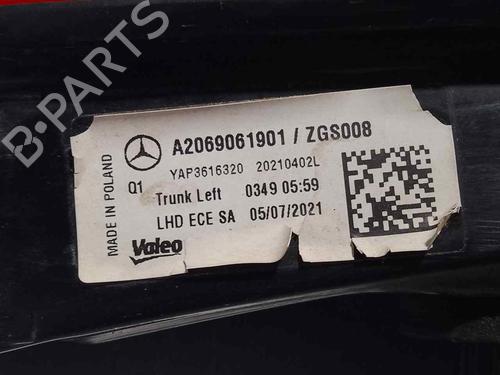 A2069061901 / ZGS008
YAP3616320 20210402L
Q1 Trunk Left 0349 05:59
LHD ECE SA 05/07/2021
Valeo
MADE IN POLAND
B-PARTS